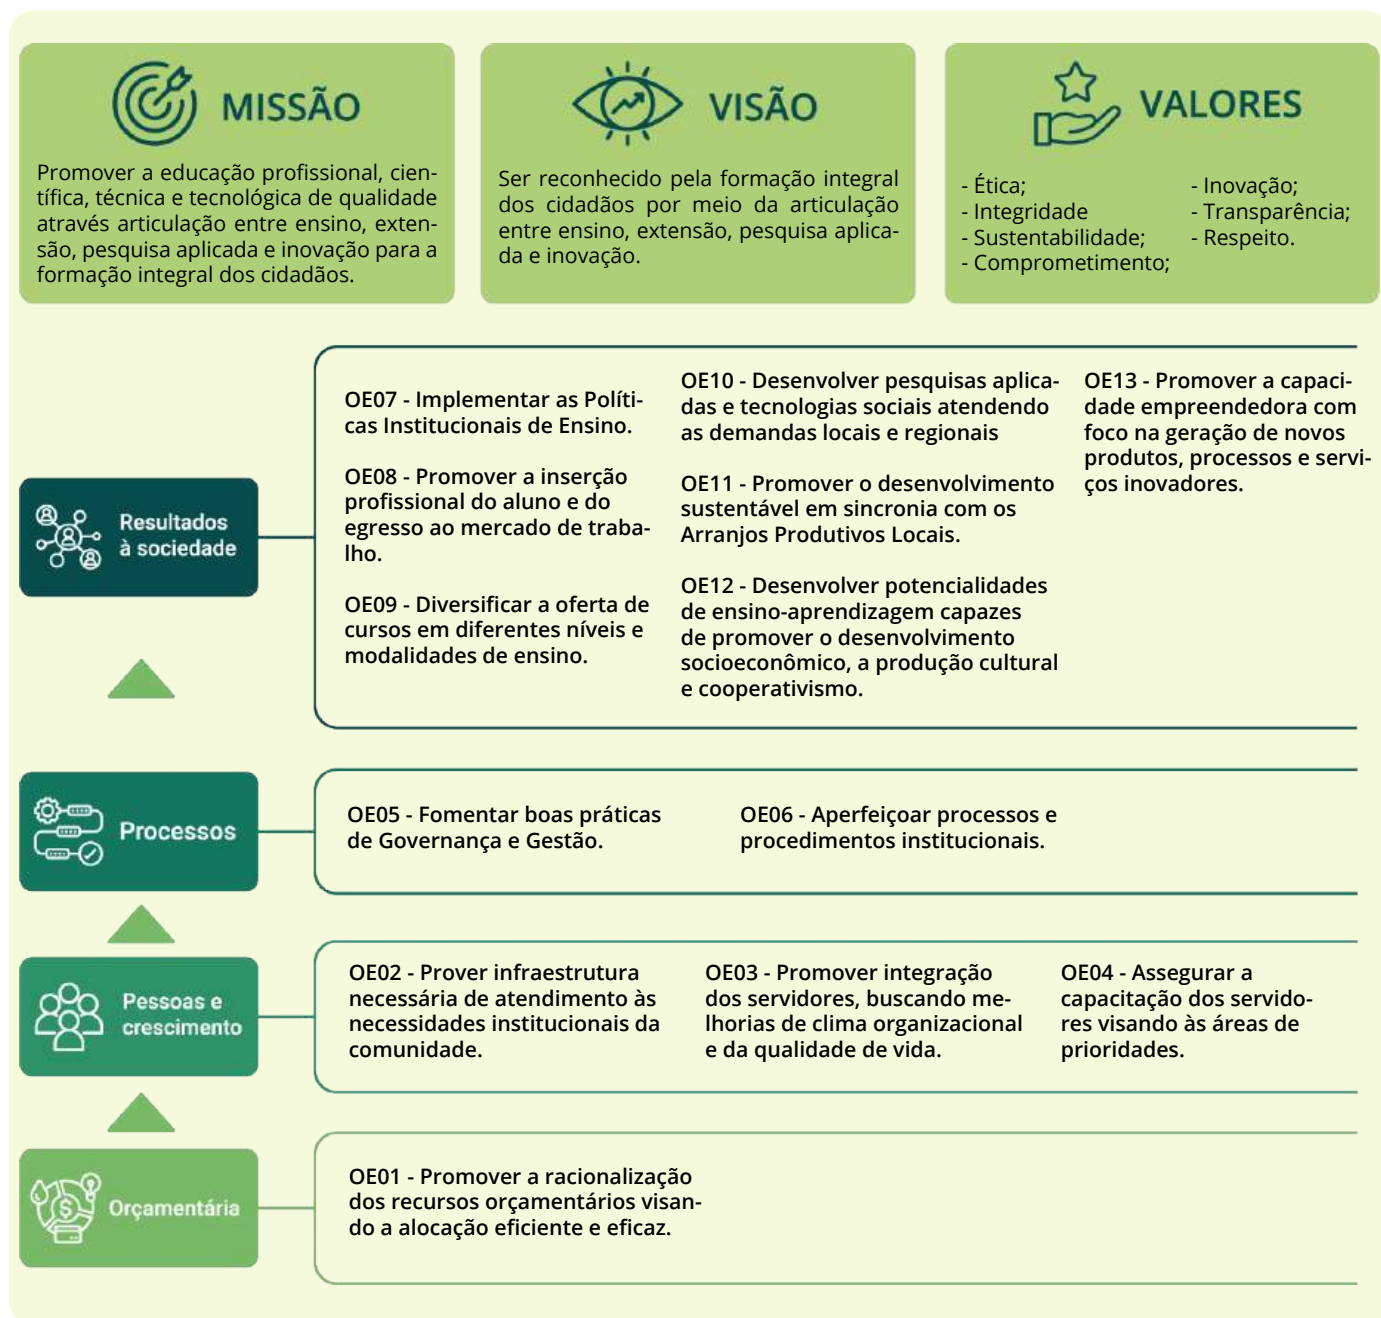 MISSÃO
Promover a educação profissional, cien-
tífica, técnica e tecnológica de qualidade
através articulação entre ensino, exten-
são, pesquisa aplicada e inovação para a
formação integral dos cidadãos.
VISÃO
Ser reconhecido pela formação integral
dos cidadãos por meio da articulação
entre ensino, extensão, pesquisa aplica-
da e inovação.
VALORES
- Ética;
- Integridade
- Sustentabilidade;
- Comprometimento;
- Inovação;
- Transparência;
- Respeito.
Resultados
à sociedade
OE07 - Implementar as Políti-
cas Institucionais de Ensino.
OE08 - Promover a inserção
profissional do aluno e do
egresso ao mercado de traba-
lho.
OE09 - Diversificar a oferta de
cursos em diferentes níveis e
modalidades de ensino.
OE10 - Desenvolver pesquisas aplica-
das e tecnologias sociais atendendo
as demandas locais e regionais
OE11 - Promover o desenvolvimento
sustentável em sincronia com os
Arranjos Produtivos Locais.
OE12 - Desenvolver potencialidades
de ensino-aprendizagem capazes
de promover o desenvolvimento
socioeconômico, a produção cultural
e cooperativismo.
OE13 - Promover a capaci-
dade empreendedora com
foco na geração de novos
produtos, processos e servi-
ços inovadores.
Processos
OE05 - Fomentar boas práticas
de Governança e Gestão.
OE06 - Aperfeiçoar processos e
procedimentos institucionais.
Pessoas e
crescimento
OE02 - Prover infraestrutura
necessária de atendimento às
necessidades institucionais da
comunidade.
OE03 - Promover integração
dos servidores, buscando me-
lhorias de clima organizacional
e da qualidade de vida.
OE04 - Assegurar a
capacitação dos servido-
res visando às áreas de
prioridades.
Orçamentária
OE01 - Promover a racionalização
dos recursos orçamentários visan-
do a alocação eficiente e eficaz.